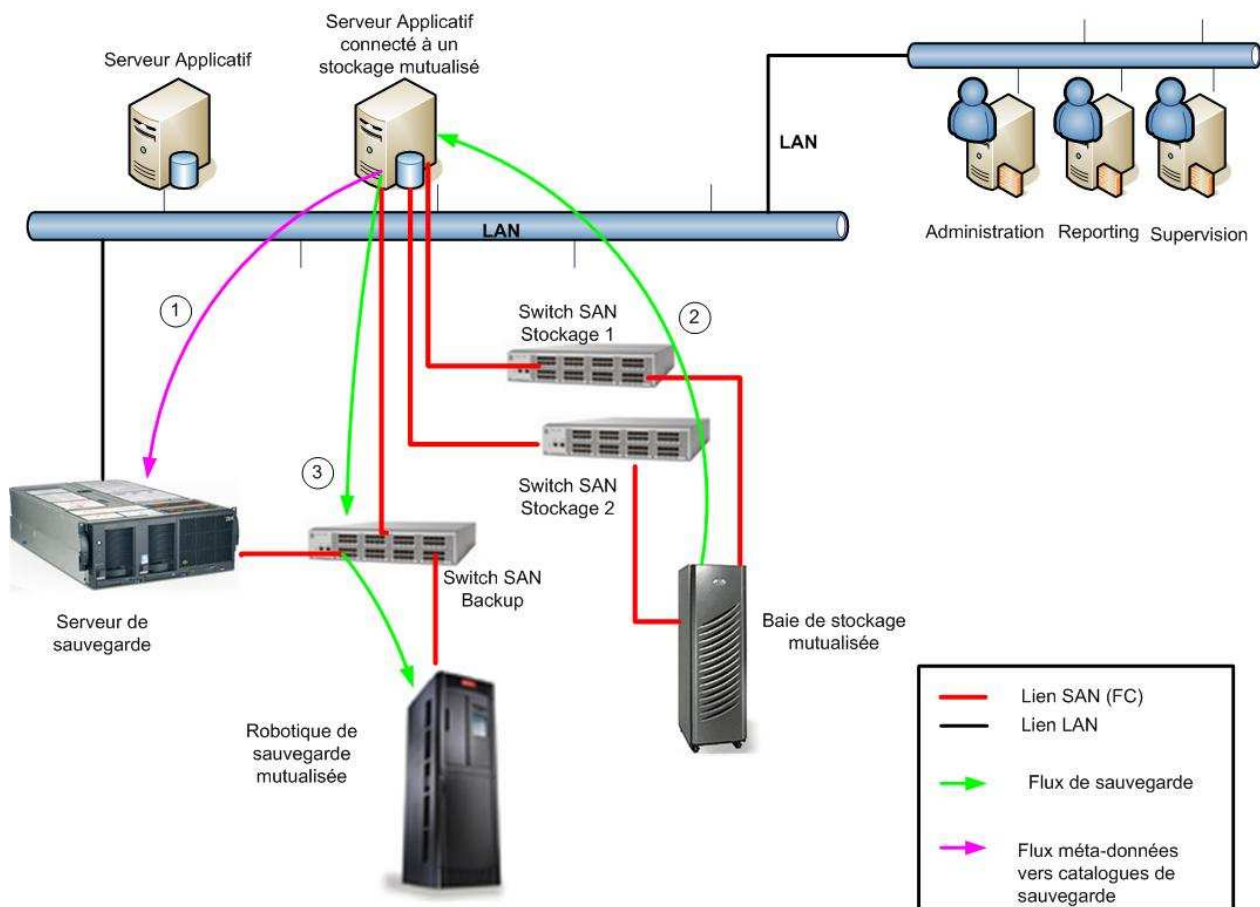 Serveur Applicatif
Serveur Applicatif
connecté à un
stockage mutualisé
LAN
LAN
Administration
Reporting
Supervision
1
2
3
Switch SAN
Stockage 1
Switch SAN
Stockage 2
Switch SAN
Backup
Serveur de
sauvegarde
Baie de stockage
mutualisée
Robotique de
sauvegarde
mutualisée
Lien SAN (FC)
Lien LAN
Flux de sauvegarde
Flux méta-données
vers catalogues de
sauvegarde